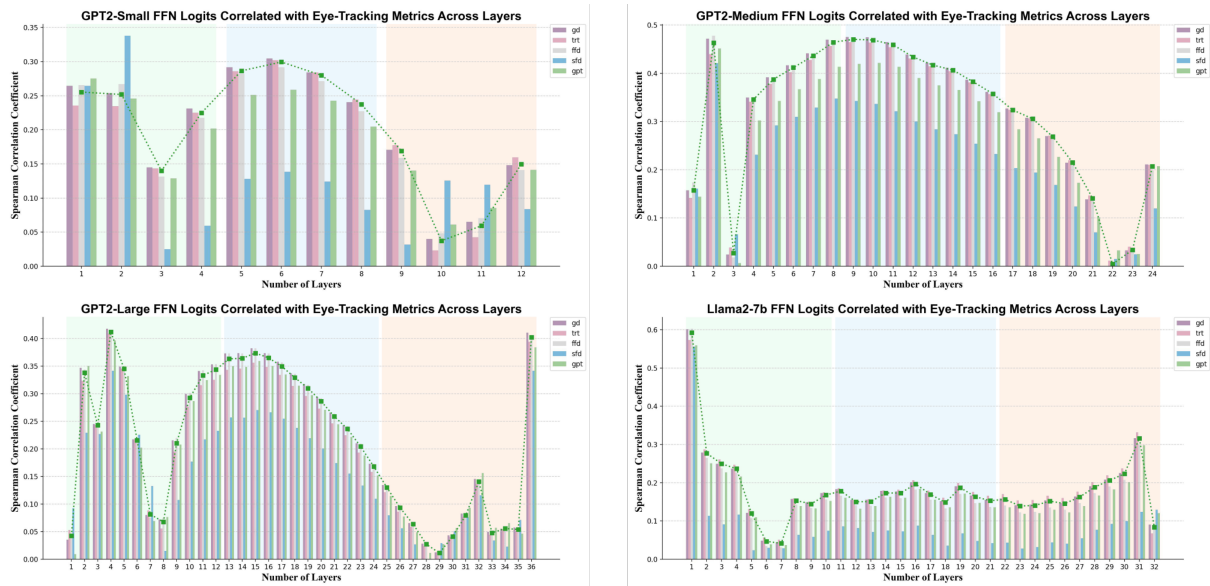 GPT2-Small FFN Logits Correlated with Eye-Tracking Metrics Across Layers
Spearman Correlation Coefficient
0.35
0.30
0.25
0.20
0.15
0.10
0.05
0.00
gd
trt
ffd
sfd
gpt
1 2 3 4 5 6 7 8 9 10 11 12
Number of Layers
GPT2-Medium FFN Logits Correlated with Eye-Tracking Metrics Across Layers
Spearman Correlation Coefficient
0.5
0.4
0.3
0.2
0.1
0.0
gd
trt
ffd
sfd
gpt
1 2 3 4 5 6 7 8 9 10 11 12 13 14 15 16 17 18 19 20 21 22 23 24
Number of Layers
GPT2-Large FFN Logits Correlated with Eye-Tracking Metrics Across Layers
Spearman Correlation Coefficient
0.40
0.35
0.30
0.25
0.20
0.15
0.10
0.05
0.00
gd
trt
ffd
sfd
gpt
1 2 3 4 5 6 7 8 9 10 11 12 13 14 15 16 17 18 19 20 21 22 23 24 25 26 27 28 29 30 31 32 33 34 35 36
Number of Layers
Llama2-7b FFN Logits Correlated with Eye-Tracking Metrics Across Layers
Spearman Correlation Coefficient
0.6
0.5
0.4
0.3
0.2
0.1
0.0
gd
trt
ffd
sfd
gpt
1 2 3 4 5 6 7 8 9 10 11 12 13 14 15 16 17 18 19 20 21 22 23 24 25 26 27 28 29 30 31 32
Number of Layers